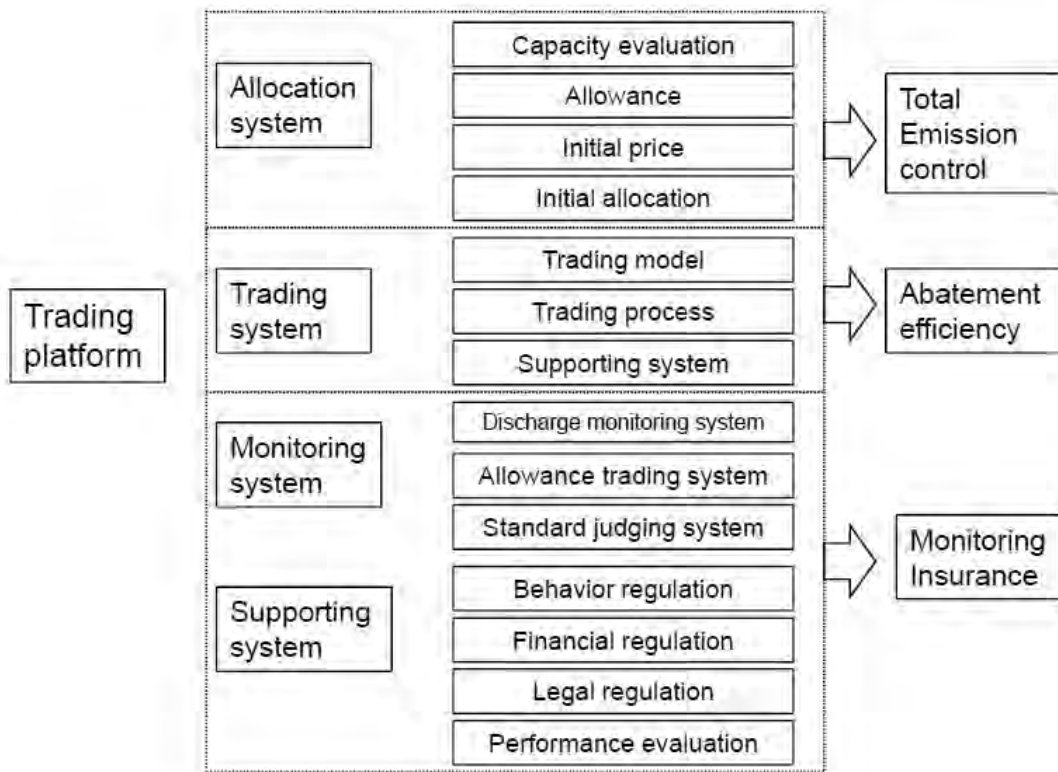 Trading
platform
Allocation
system
Capacity evaluation
Allowance
Initial price
Initial allocation
Total
Emission
control
Trading
system
Trading model
Trading process
Supporting system
Abatement
efficiency
Monitoring
system
Discharge monitoring system
Allowance trading system
Standard judging system
Supporting
system
Behavior regulation
Financial regulation
Legal regulation
Performance evaluation
Monitoring
Insurance